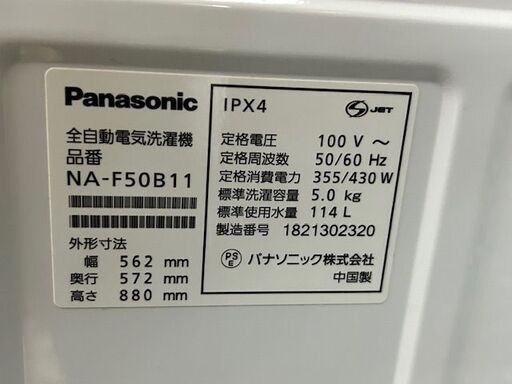 Panasonic
全自動電気洗濯機
品番
NA-F50B11
外形寸法
幅 562 mm
奥行 572 mm
高さ 880 mm
IPX4
S JET
定格電圧 100 V ～
定格周波数 50/60 Hz
定格消費電力 355/430 W
標準洗濯容量 5.0 kg
標準使用水量 114 L
製造番号 1821302320
PSE パナソニック株式会社
中国製